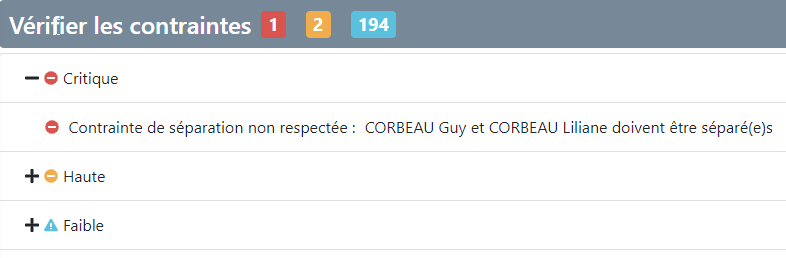 Vérifier les contraintes 1 2 194
Critique
Contrainte de séparation non respectée : CORBEAU Guy et CORBEAU Liliane doivent être séparé(e)s
Haute
Faible